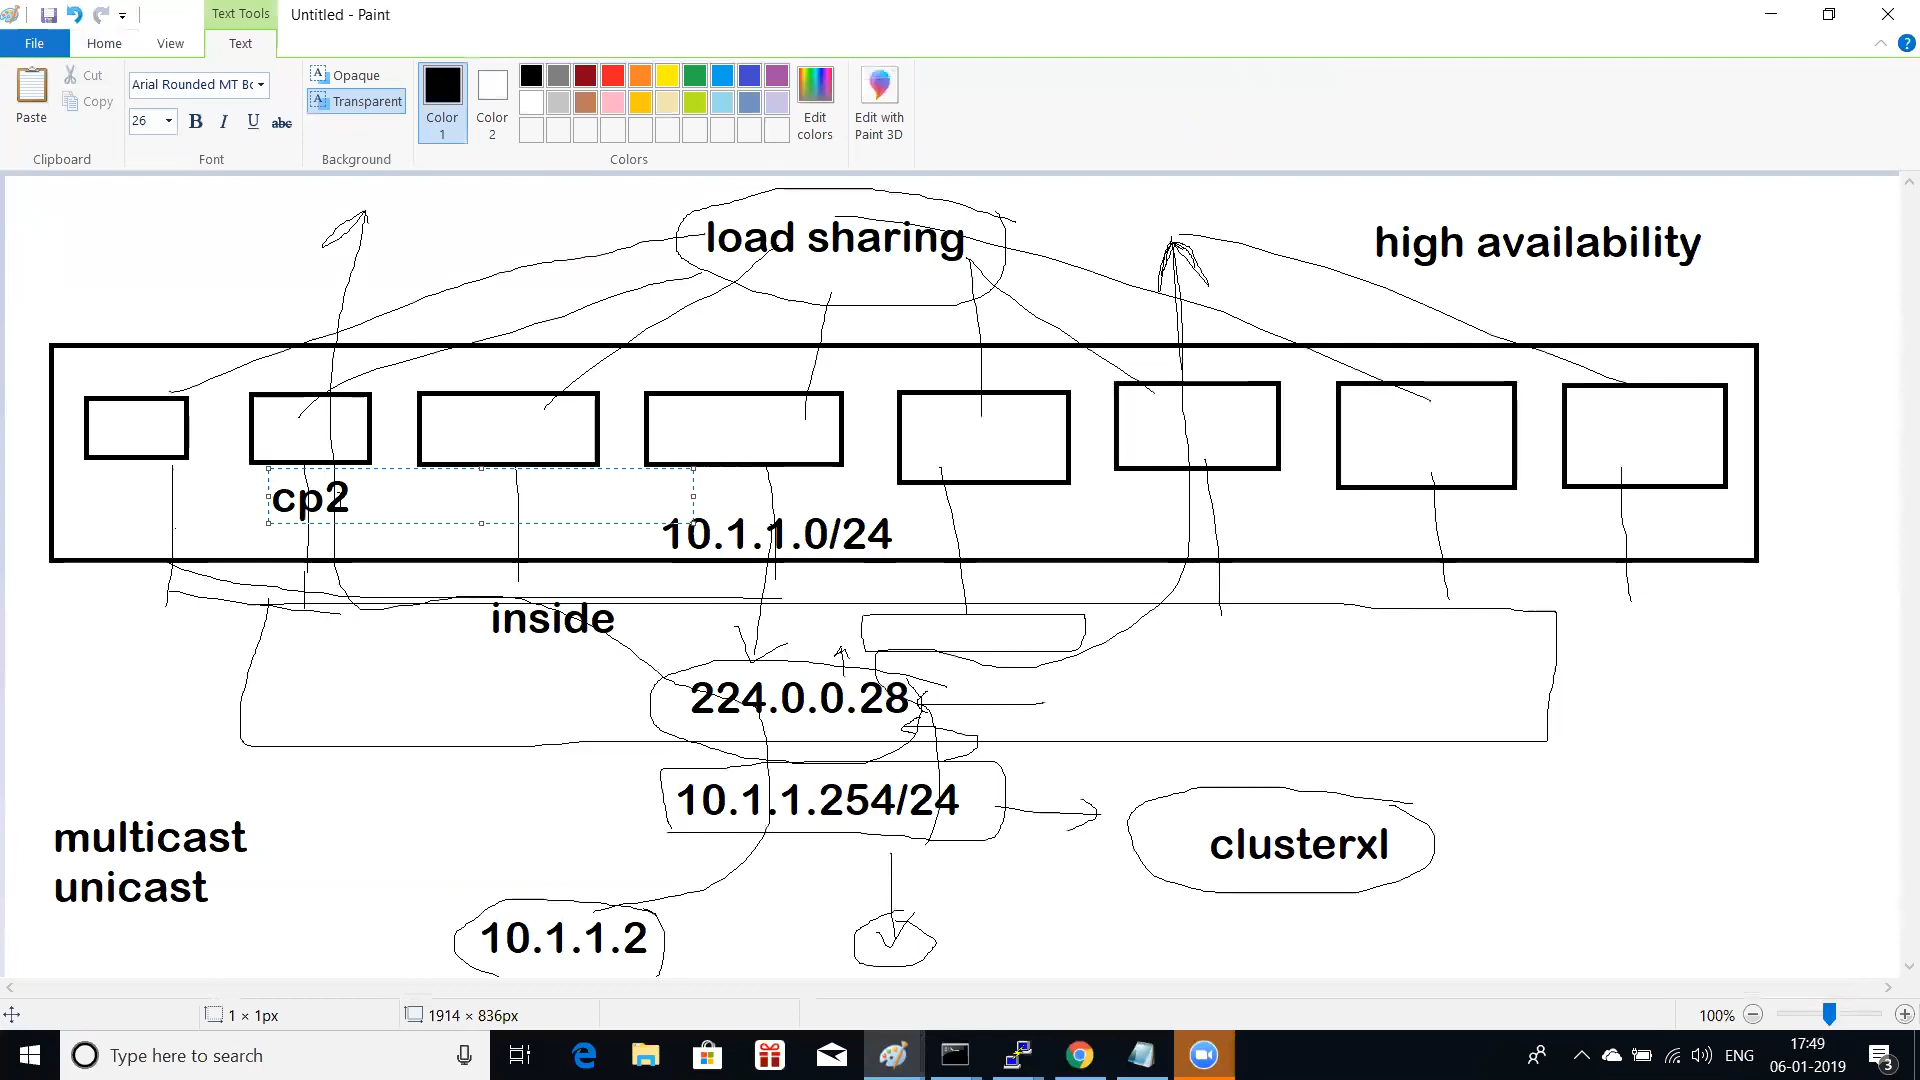 Text Tools
Untitled - Paint
File
Home
View
Text
Paste
Cut
Copy
Clipboard
Arial Rounded MT Bc
26
B I U abc
Font
Opaque
Transparent
Background
Color 1
Color 2
Edit colors
Edit with Paint 3D
Colors
load sharing
high availability
cp2
10.1.1.0/24
inside
224.0.0.28
10.1.1.254/24
clusterxl
multicast
unicast
10.1.1.2
1 × 1px
1914 × 836px
100%
Type here to search
ENG
17:49
06-01-2019
3